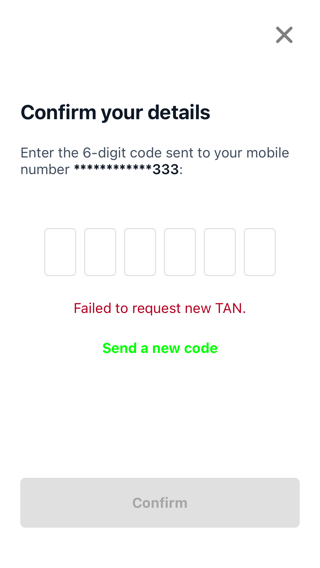 Confirm your details
Enter the 6-digit code sent to your mobile
number ************333:
Failed to request new TAN.
Send a new code
Confirm